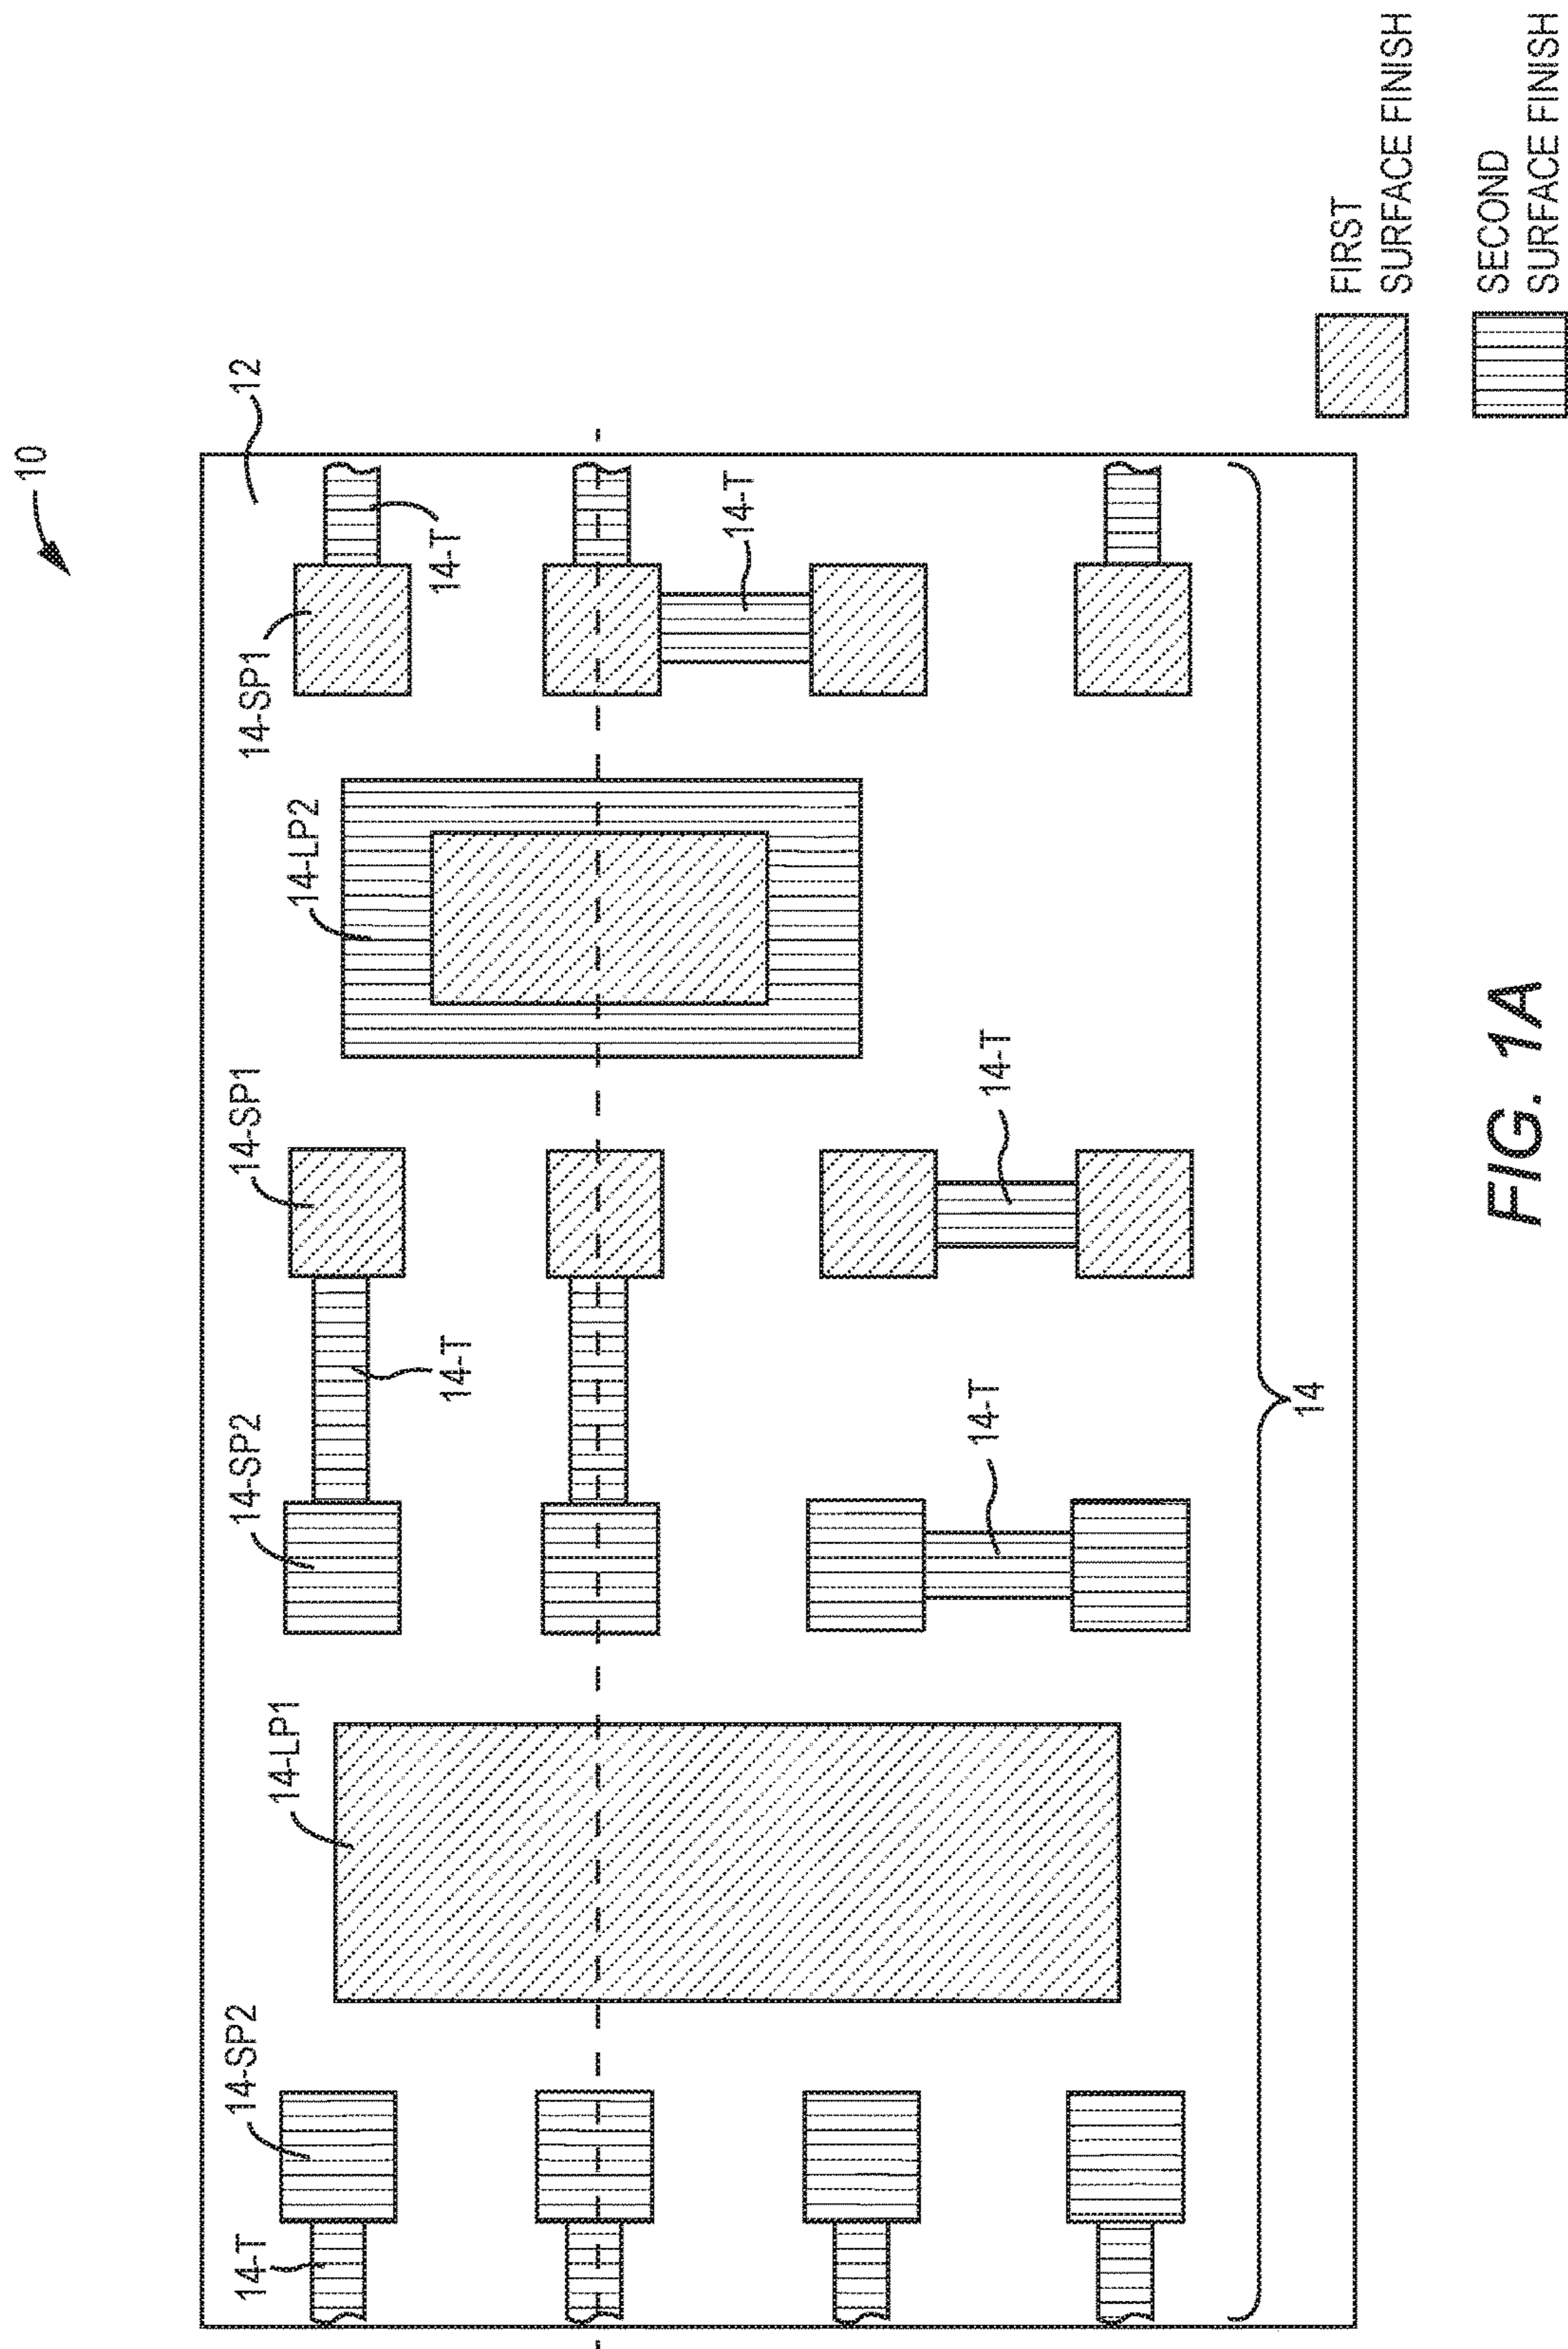 10
12
14-T
14-SP2
14-LP1
14-SP2
14-T
14-SP1
14-LP2
14-SP1
14-T
14-T
14-T
14-T
14
FIRST
SURFACE FINISH
SECOND
SURFACE FINISH
FIG. 1A